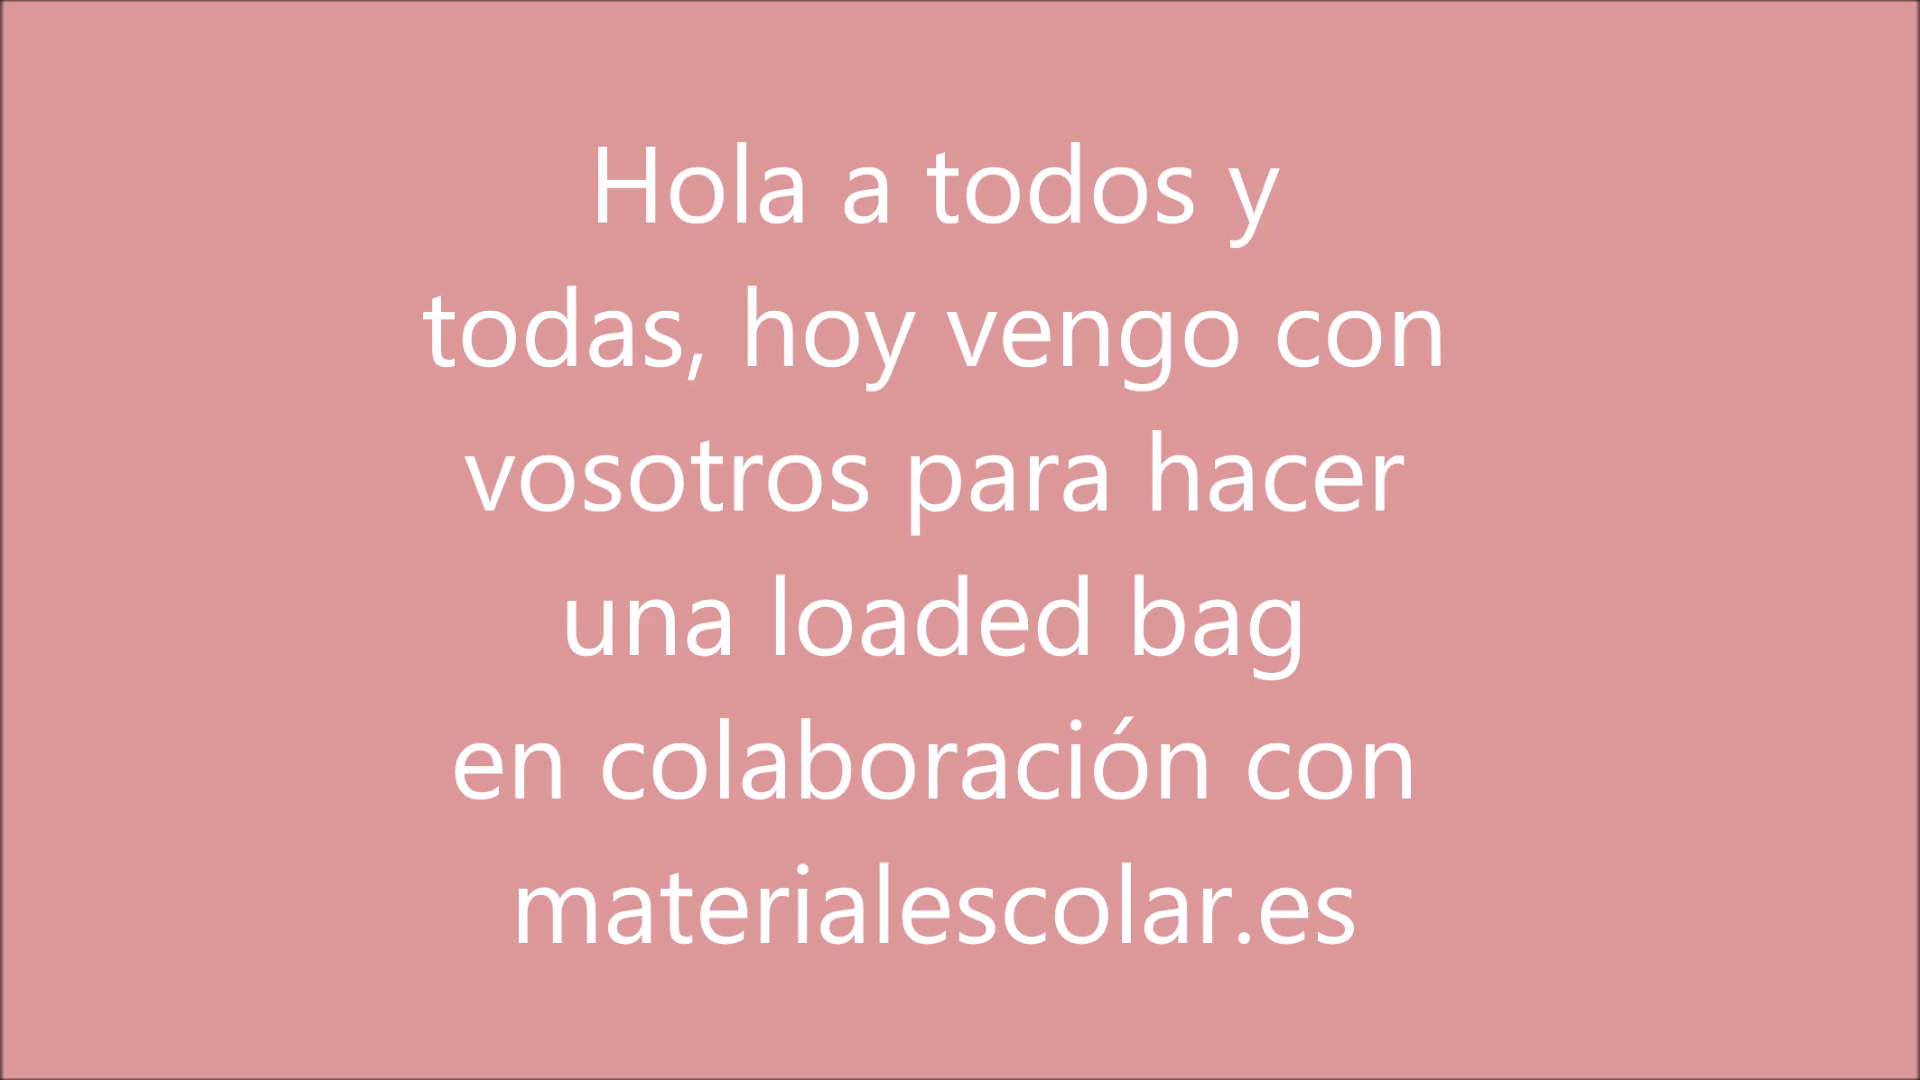 Hola a todos y
todas, hoy vengo con
vosotros para hacer
una loaded bag
en colaboración con
materialescolar.es